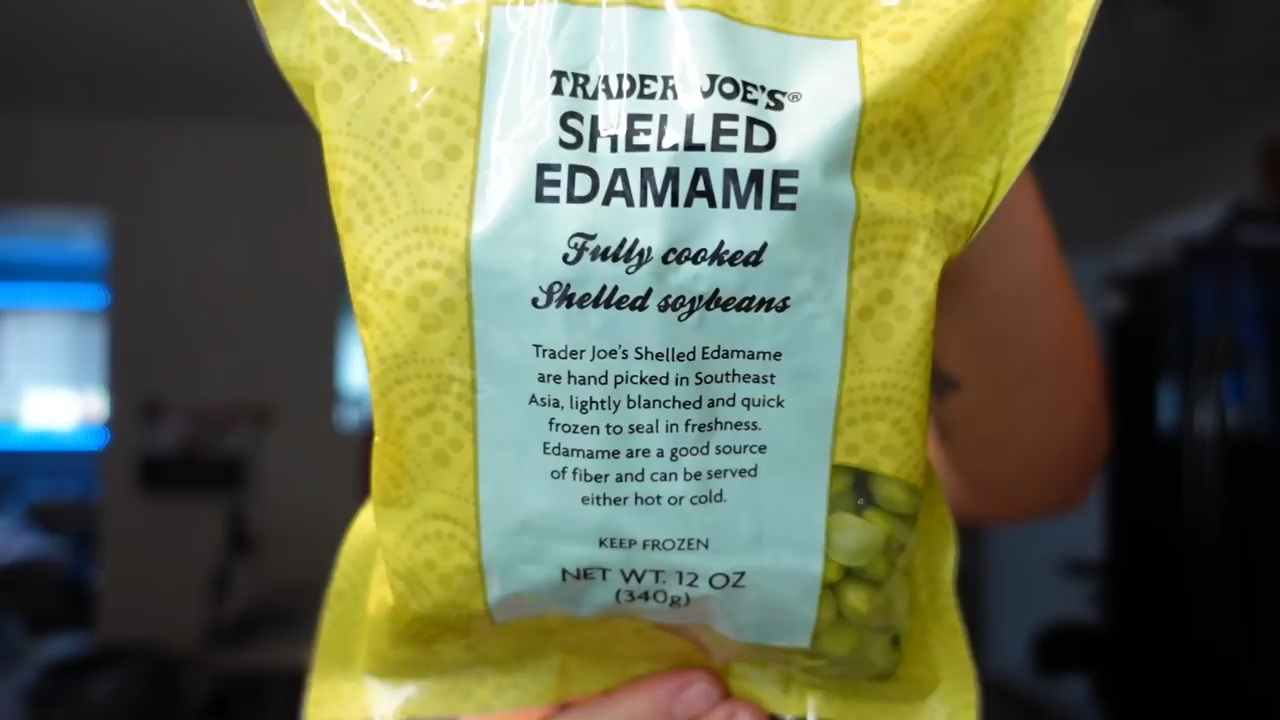 TRADER JOE'S®
SHELLED
EDAMAME
Fully cooked
Shelled soybeans
Trader Joe's Shelled Edamame
are hand picked in Southeast
Asia, lightly blanched and quick
frozen to seal in freshness.
Edamame are a good source
of fiber and can be served
either hot or cold.
KEEP FROZEN
NET WT. 12 OZ
(340g)